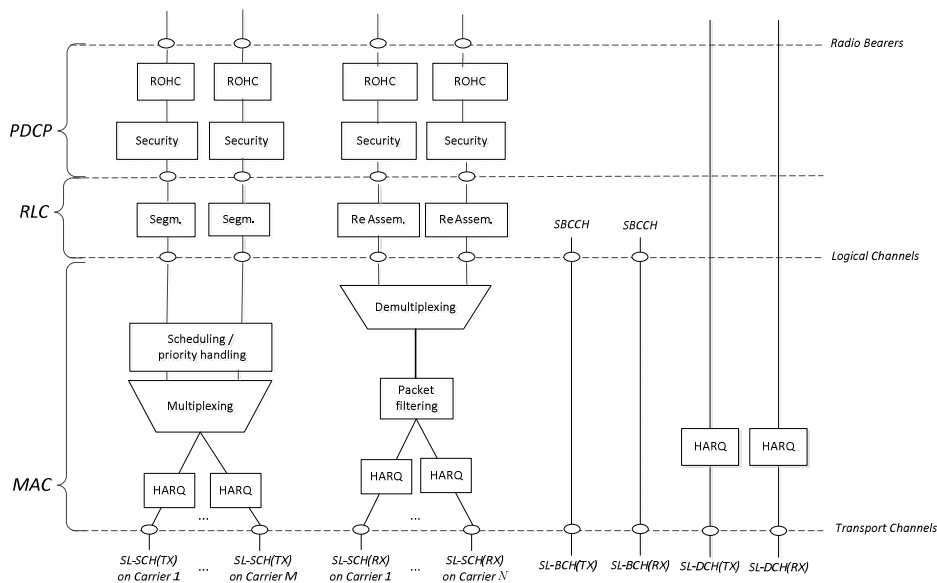 Radio Bearers
ROHC ROHC ROHC ROHC
PDCP
Security Security Security Security
RLC
Segm. Segm. Re Assem. Re Assem.
SBCCH SBCCH
Logical Channels
Demultiplexing
Scheduling /
priority handling
Packet
filtering
Multiplexing
HARQ HARQ
HARQ HARQ
MAC
HARQ HARQ
... ...
Transport Channels
SL-SCH(TX)
on Carrier 1
...
SL-SCH(TX)
on Carrier M
SL-SCH(RX)
on Carrier 1
...
SL-SCH(RX)
on Carrier N
SL-BCH(TX) SL-BCH(RX) SL-DCH(TX) SL-DCH(RX)